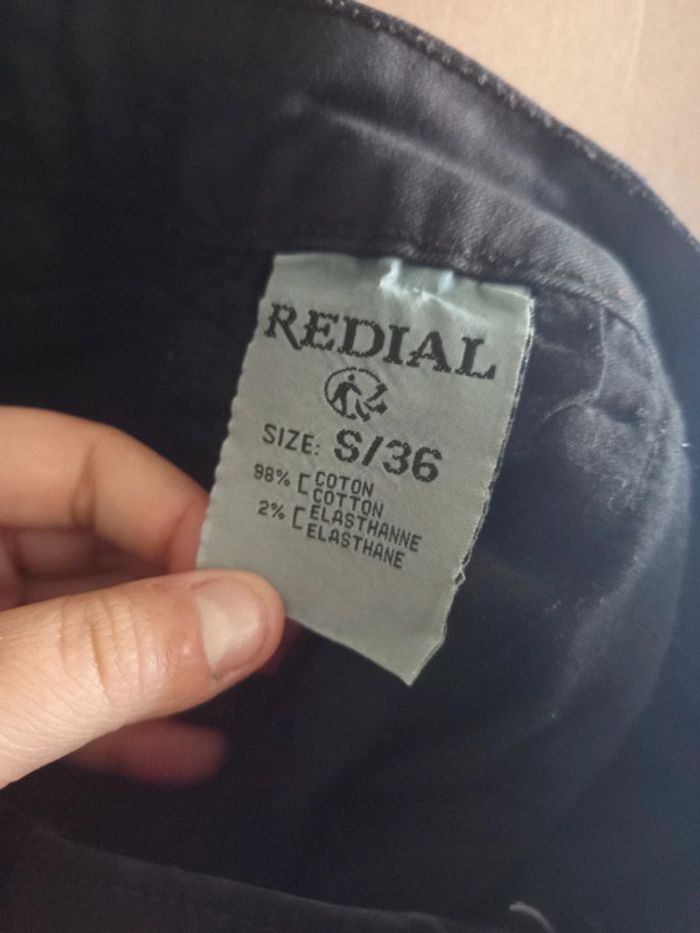 REDIAL
SIZE: S/36
98% [ COTON
COTTON
2% [ ELASTHANNE
ELASTHANE